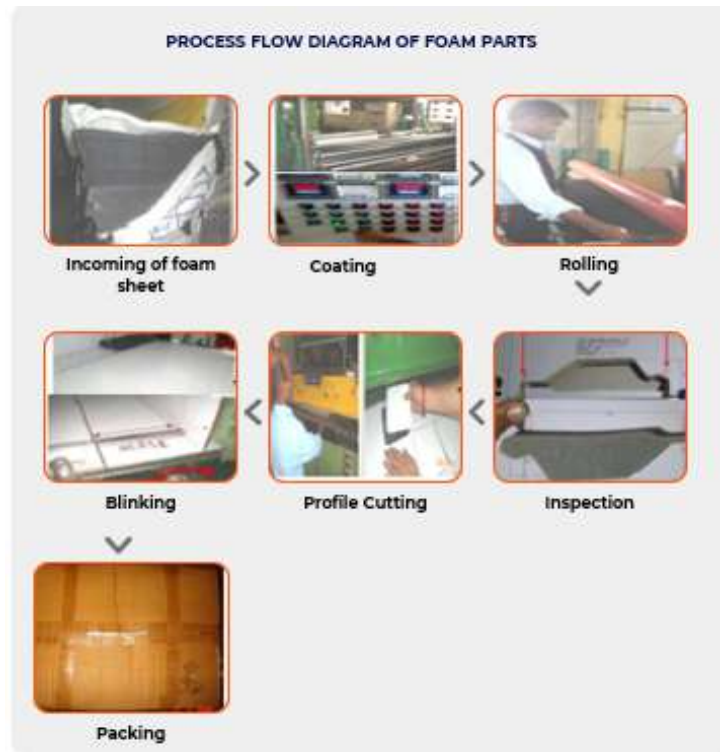 PROCESS FLOW DIAGRAM OF FOAM PARTS
Incoming of foam
sheet
Coating
Rolling
Blinking
Profile Cutting
Inspection
Packing